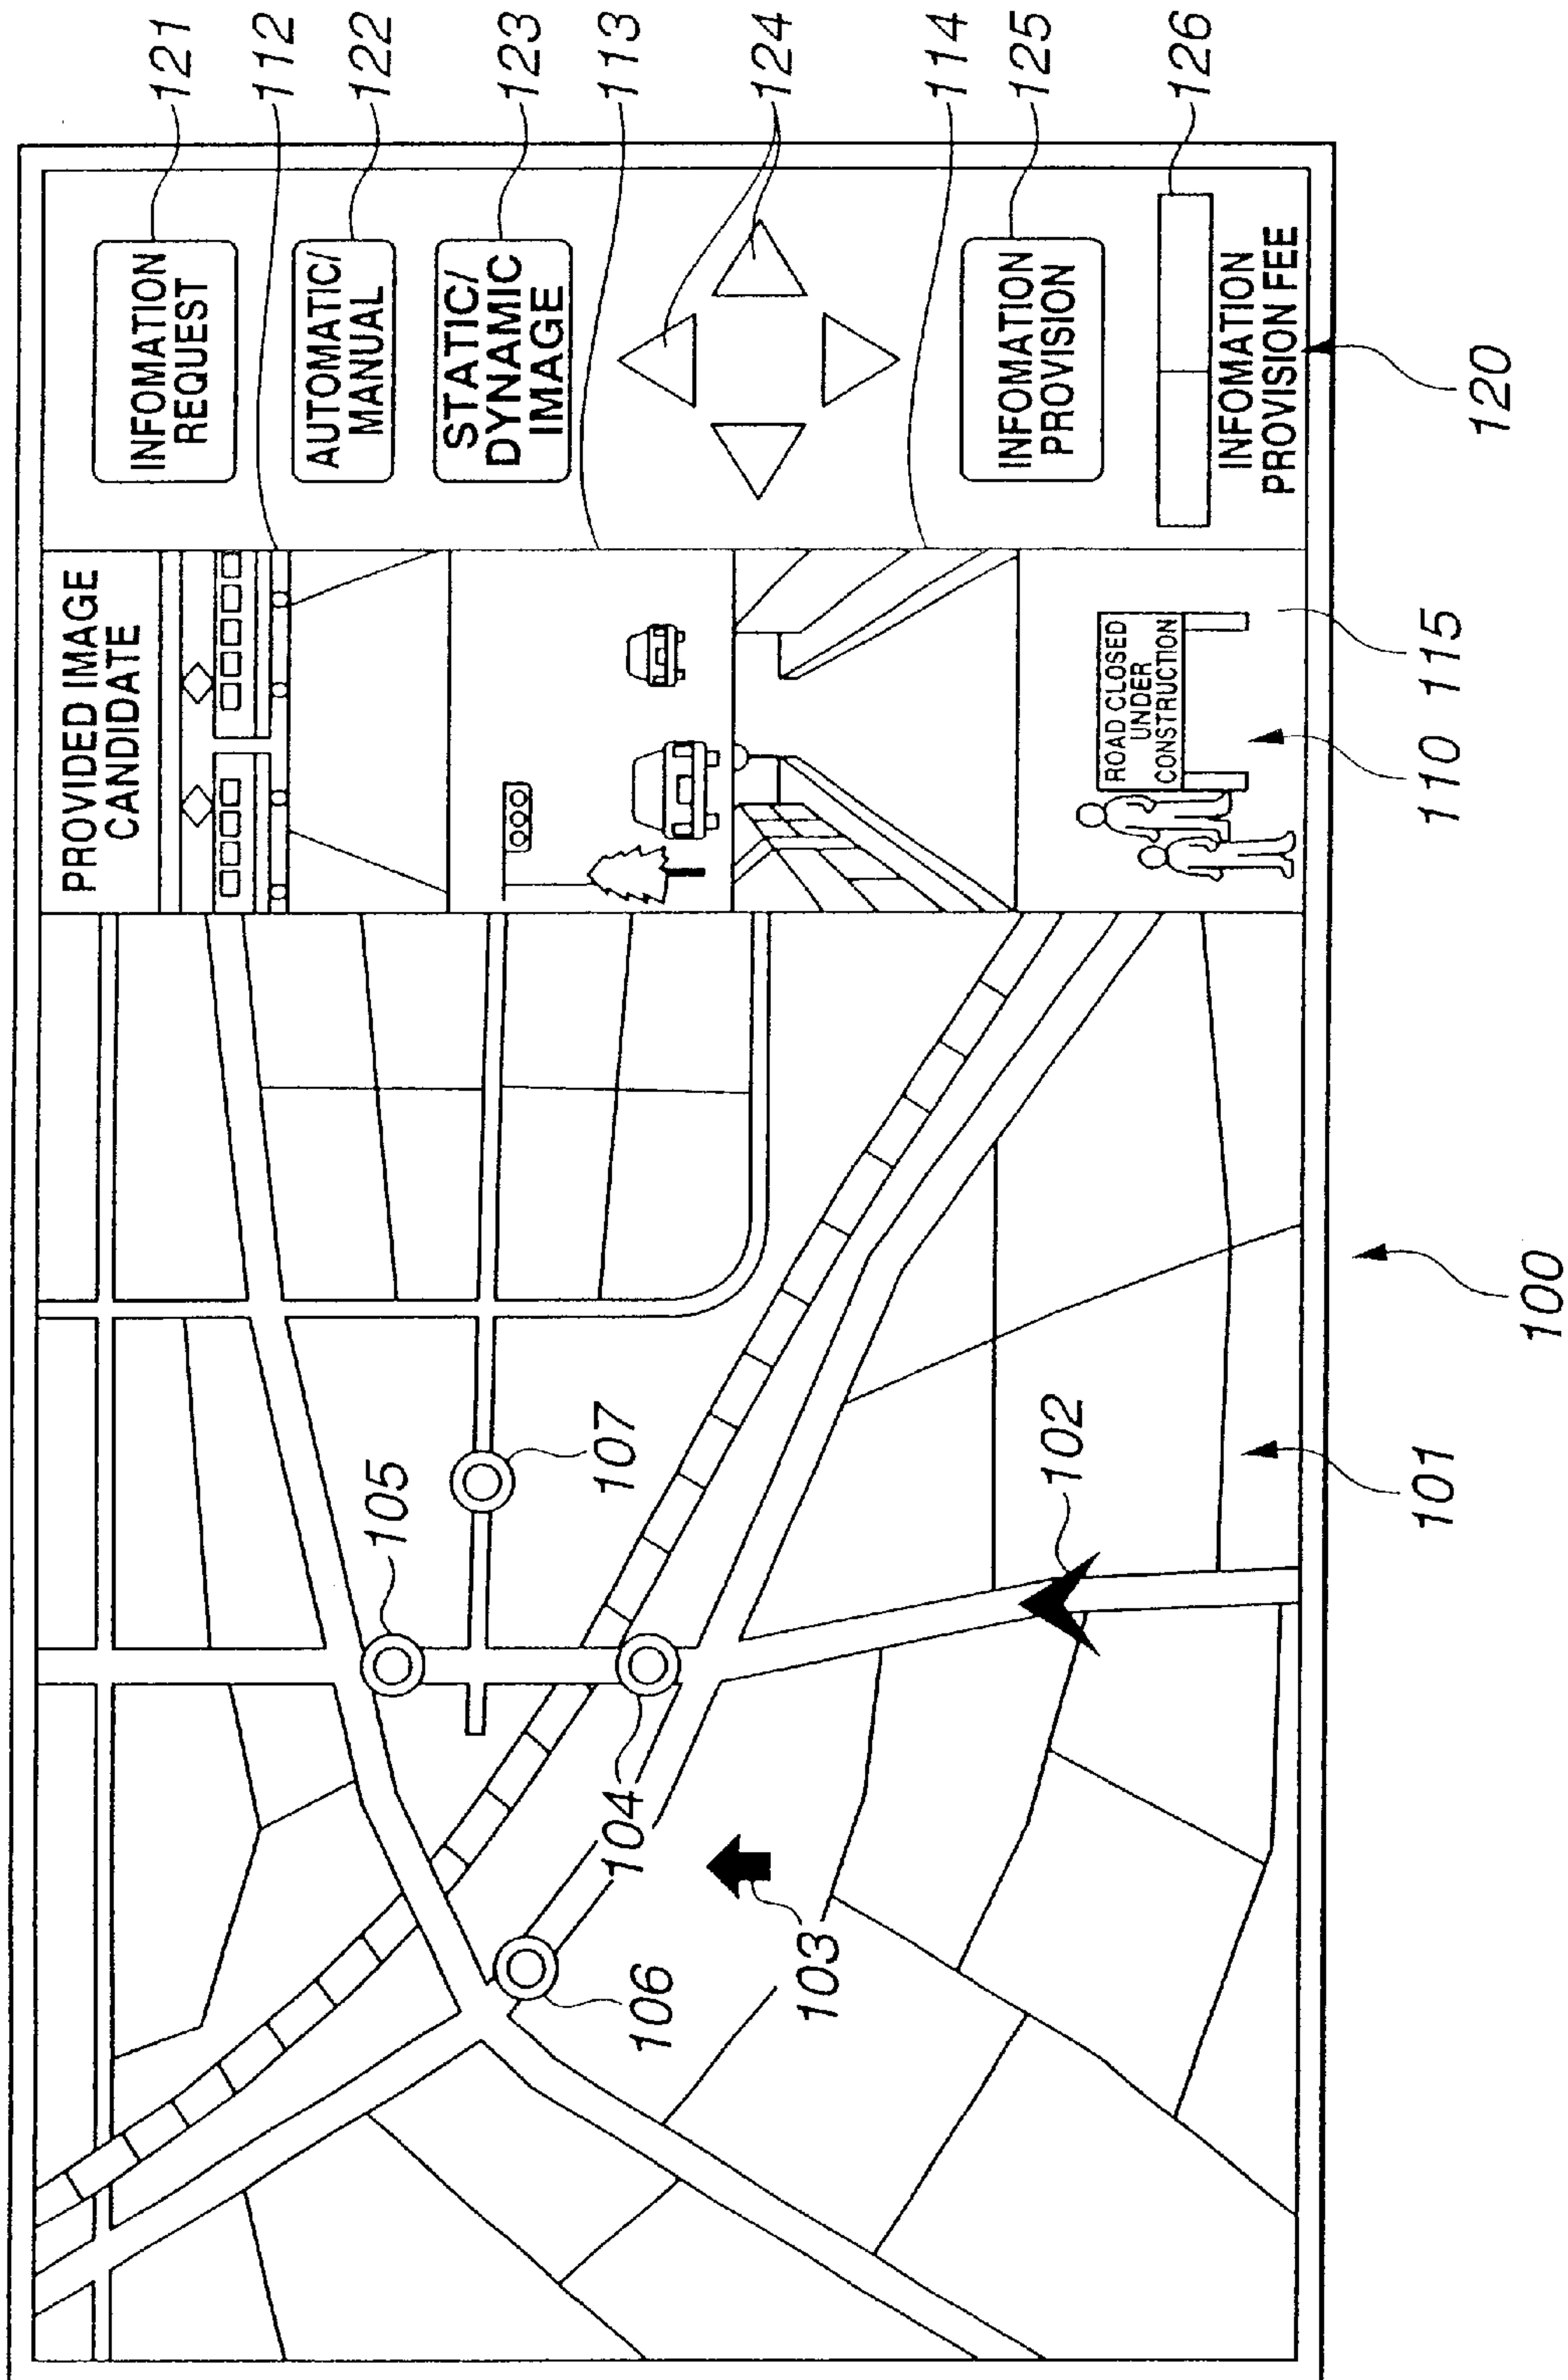 PROVIDED IMAGE
CANDIDATE
ROAD CLOSED
UNDER
CONSTRUCTION
INFOMATION
REQUEST
AUTOMATIC/
MANUAL
STATIC/
DYNAMIC
IMAGE
INFOMATION
PROVISION
INFOMATION
PROVISION FEE
121
112
122
123
113
124
114
125
126
105
107
104
106
103
102
101
100
110
115
120